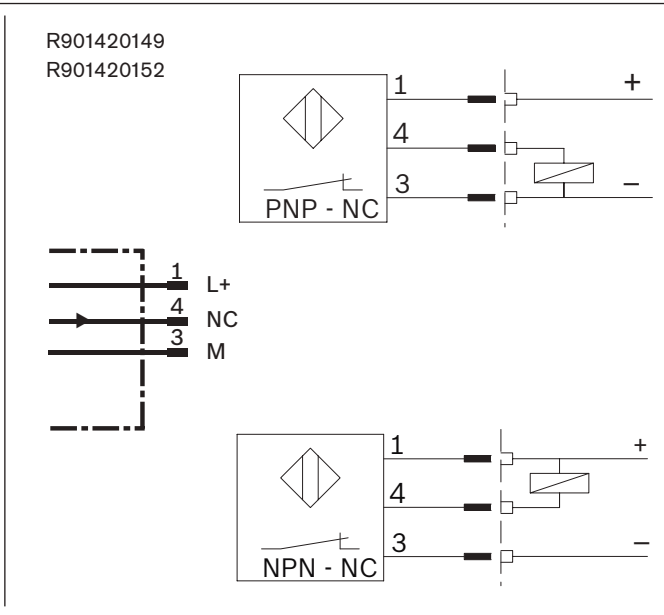 R901420149
R901420152
1
+
4
3
–
PNP - NC
1
L+
4
NC
3
M
1
+
4
3
–
NPN - NC